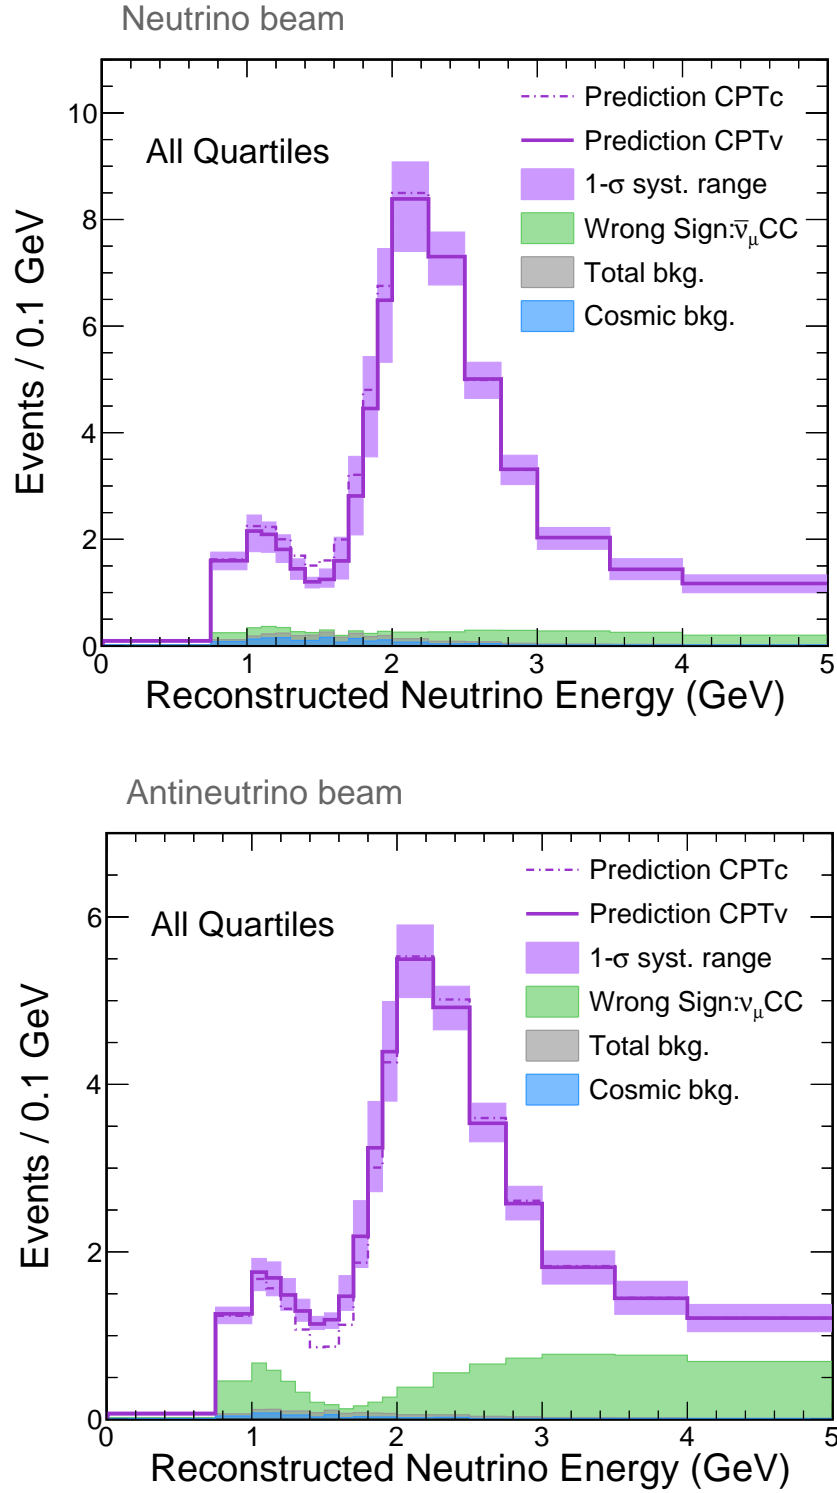 Neutrino beam
10
8
6
4
2
0
Events / 0.1 GeV
All Quartiles
Prediction CPTc
Prediction CPTv
1-σ syst. range
Wrong Sign:ν̅μCC
Total bkg.
Cosmic bkg.
0 1 2 3 4 5
Reconstructed Neutrino Energy (GeV)
Antineutrino beam
6
4
2
0
Events / 0.1 GeV
All Quartiles
Prediction CPTc
Prediction CPTv
1-σ syst. range
Wrong Sign:νμCC
Total bkg.
Cosmic bkg.
0 1 2 3 4 5
Reconstructed Neutrino Energy (GeV)